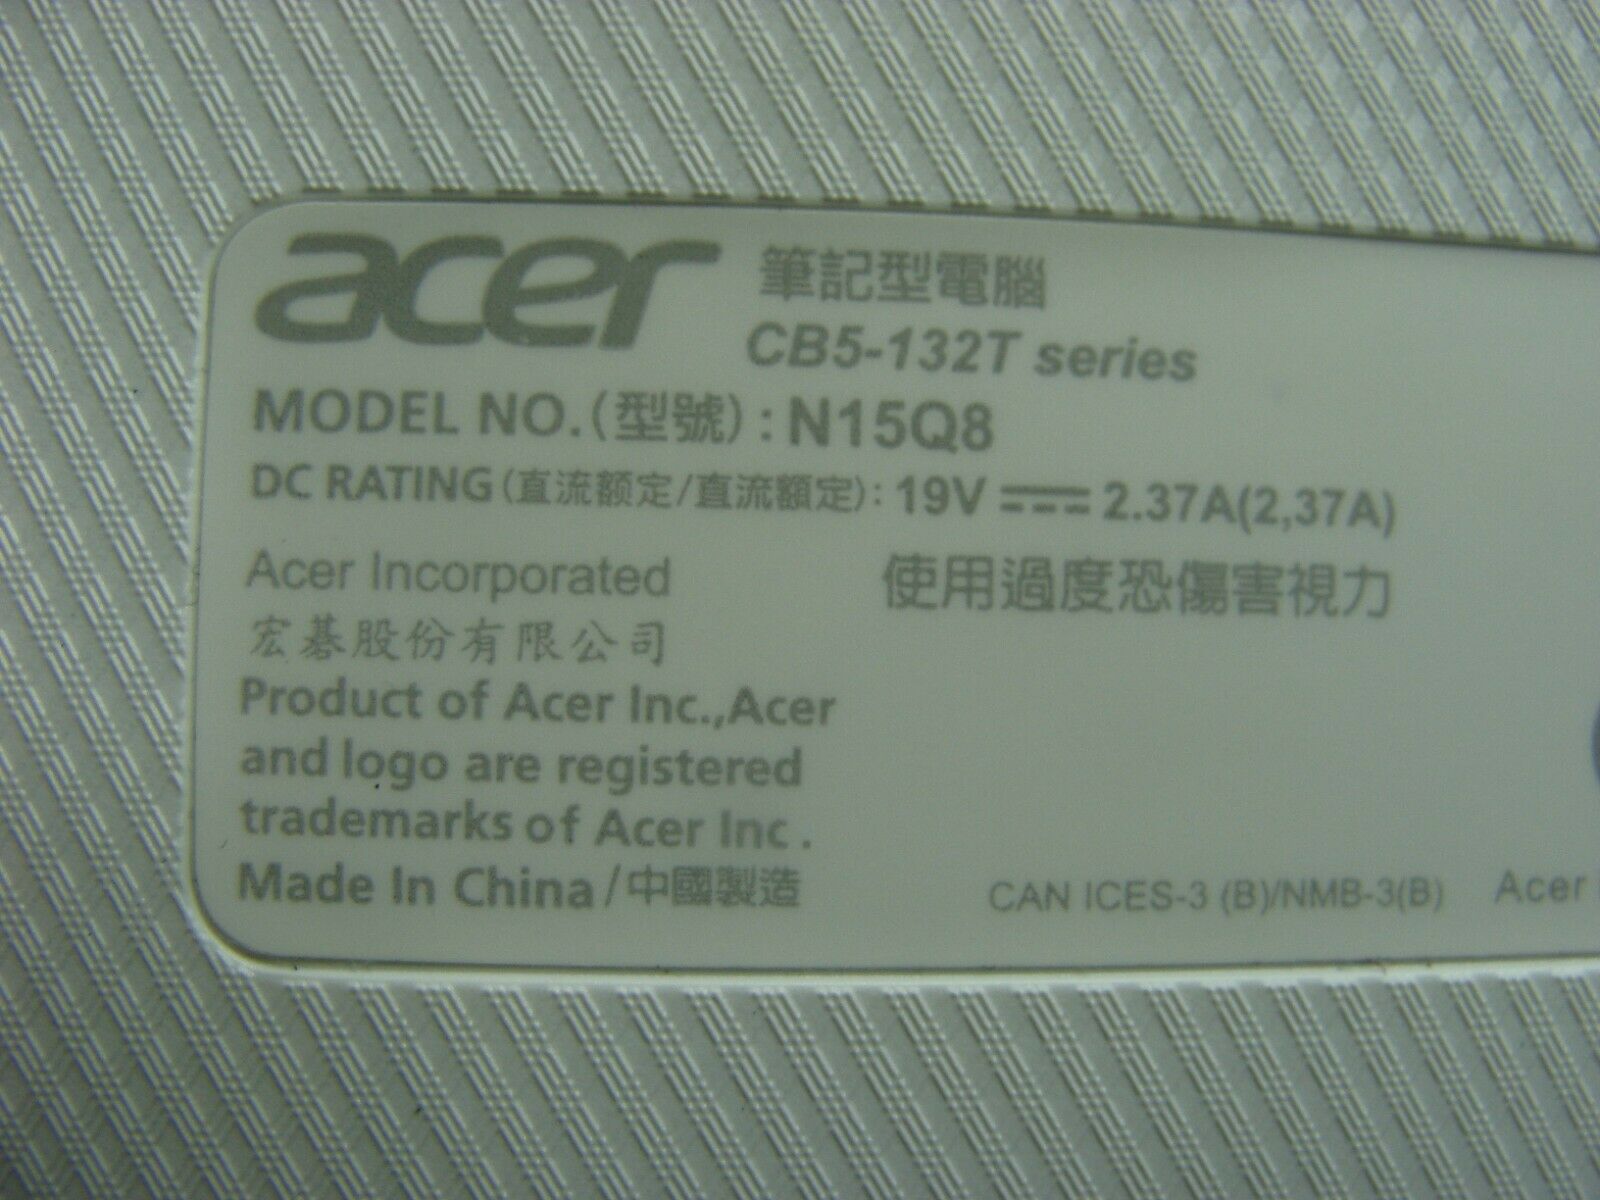 acer 筆記型電腦
CB5-132T series
MODEL NO.(型號):N15Q8
DC RATING(直流额定/直流額定): 19V ⎓ 2.37A(2,37A)
Acer Incorporated
使用過度恐傷害視力
宏碁股份有限公司
Product of Acer Inc.,Acer
and logo are registered
trademarks of Acer Inc.
Made In China/中國製造
CAN ICES-3 (B)/NMB-3(B)
Acer